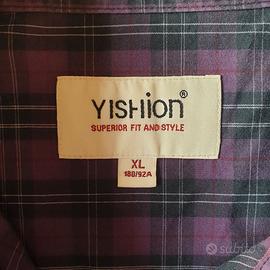 YISHION®
SUPERIOR FIT AND STYLE
XL
180/92A
subito